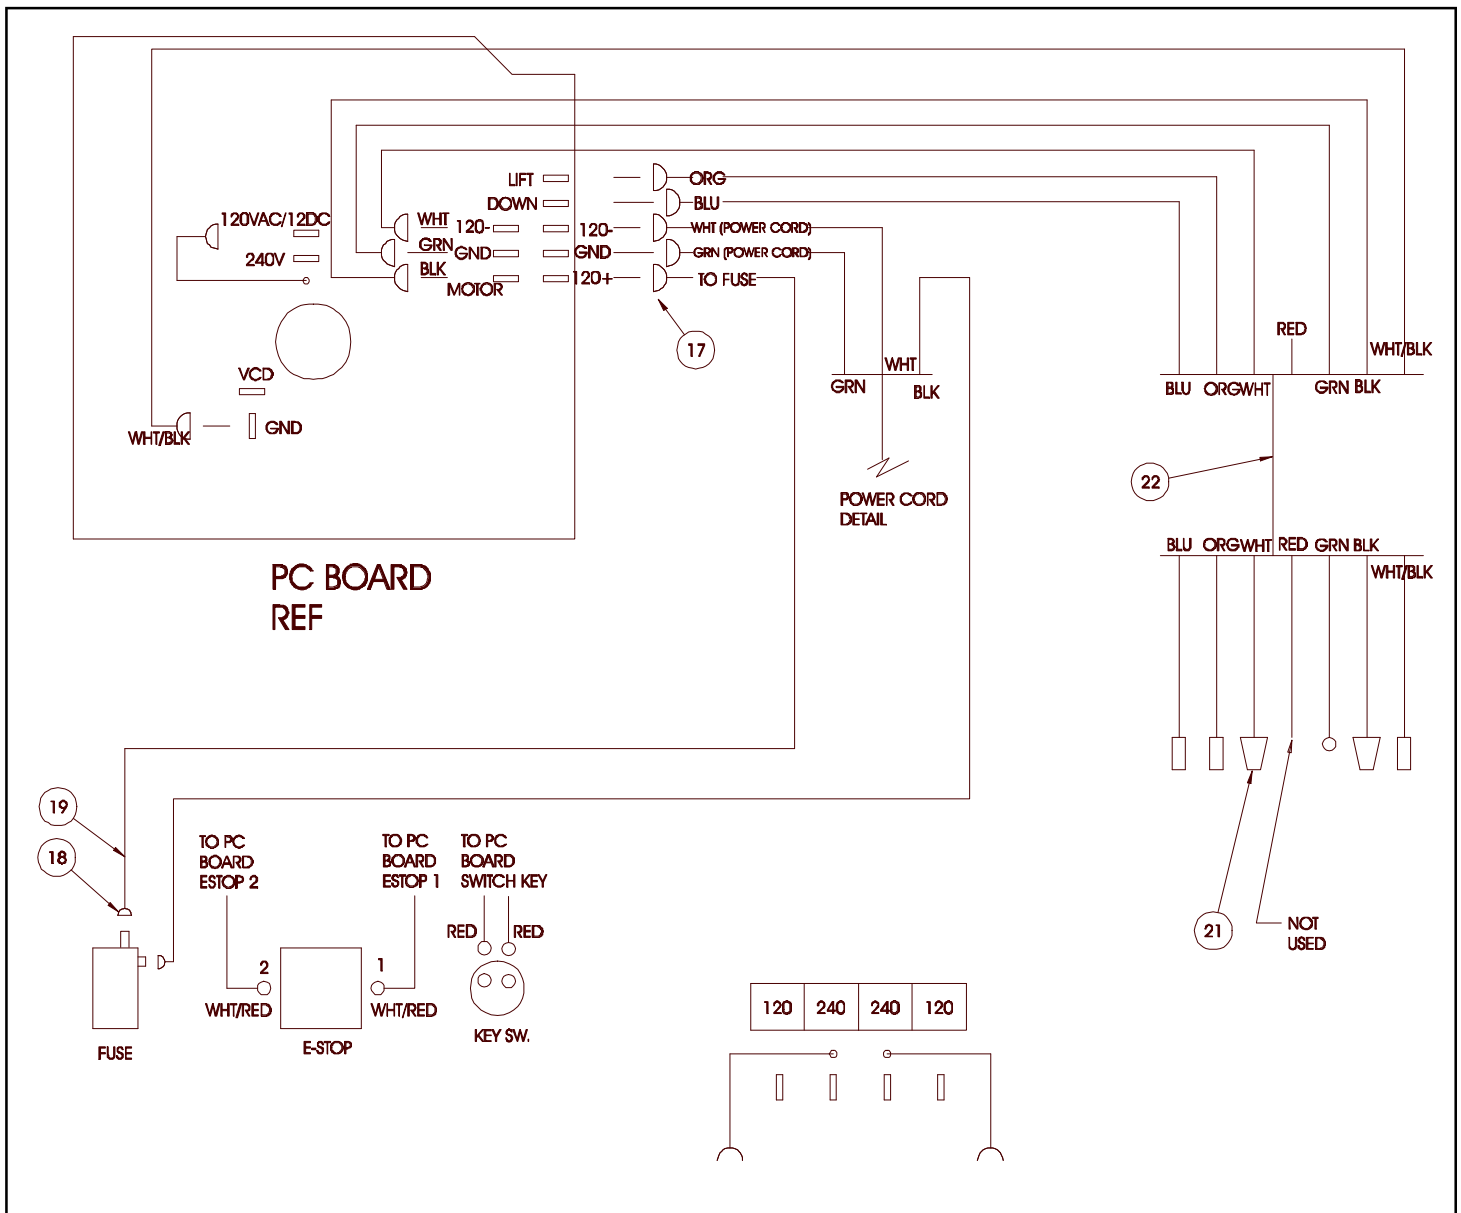 LIFT
ORG
DOWN
BLU
120VAC/12DC
WHT
120-
120-
WHT (POWER CORD)
240V
GRN
GND
GND
GRN (POWER CORD)
BLK
MOTOR
120+
TO FUSE
17
RED
WHT/BLK
VCD
GRN
WHT
BLK
BLU
ORG
WHT
GRN
BLK
WHT/BLK
GND
22
POWER CORD
DETAIL
BLU
ORG
WHT
RED
GRN
BLK
WHT/BLK
PC BOARD
REF
19
18
TO PC
BOARD
ESTOP 2
TO PC
BOARD
ESTOP 1
TO PC
BOARD
SWITCH KEY
RED
RED
21
NOT
USED
2
1
WHT/RED
WHT/RED
FUSE
E-STOP
KEY SW.
120
240
240
120